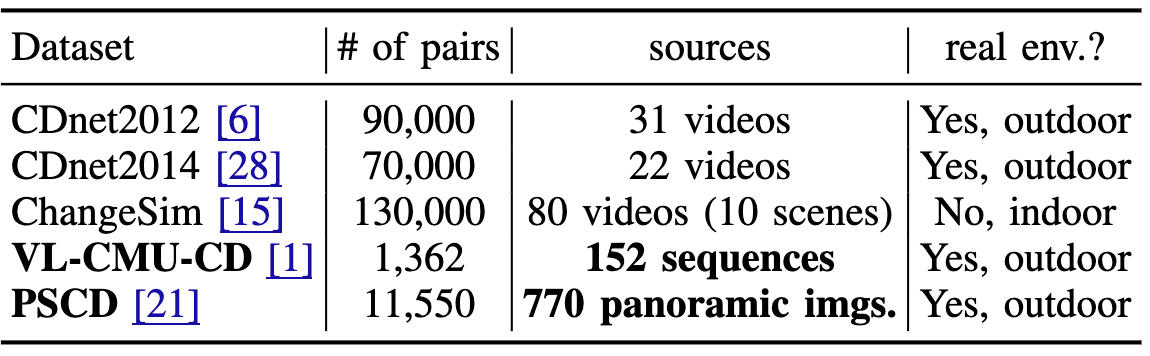 Dataset # of pairs sources real env.?
CDnet2012 [6] 90,000 31 videos Yes, outdoor
CDnet2014 [28] 70,000 22 videos Yes, outdoor
ChangeSim [15] 130,000 80 videos (10 scenes) No, indoor
VL-CMU-CD [1] 1,362 152 sequences Yes, outdoor
PSCD [21] 11,550 770 panoramic imgs. Yes, outdoor